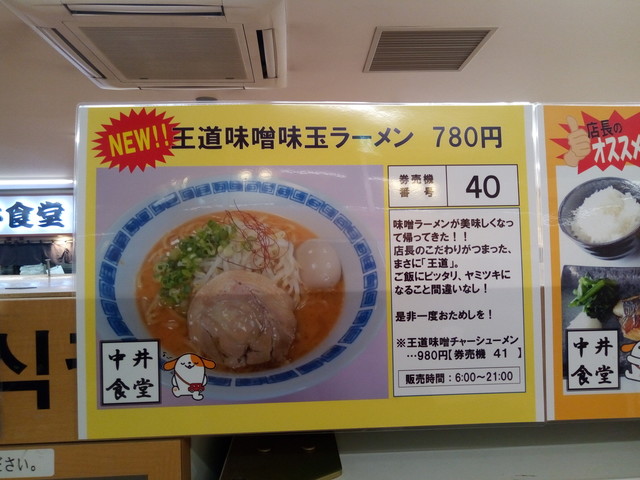 NEW!! 王道味噌味玉ラーメン 780円
券売機
番号
40
味噌ラーメンが美味しくなっ
て帰ってきた！！
店長のこだわりがつまった、
まさに「王道」。
ご飯にピッタリ、ヤミツキに
なること間違いなし！
是非一度おためしを！
※王道味噌チャーシューメン
…980円【券売機 41 】
販売時間：6:00～21:00
中井
食堂
店長の
オススメ
中井
食堂
食堂
식
ださい。